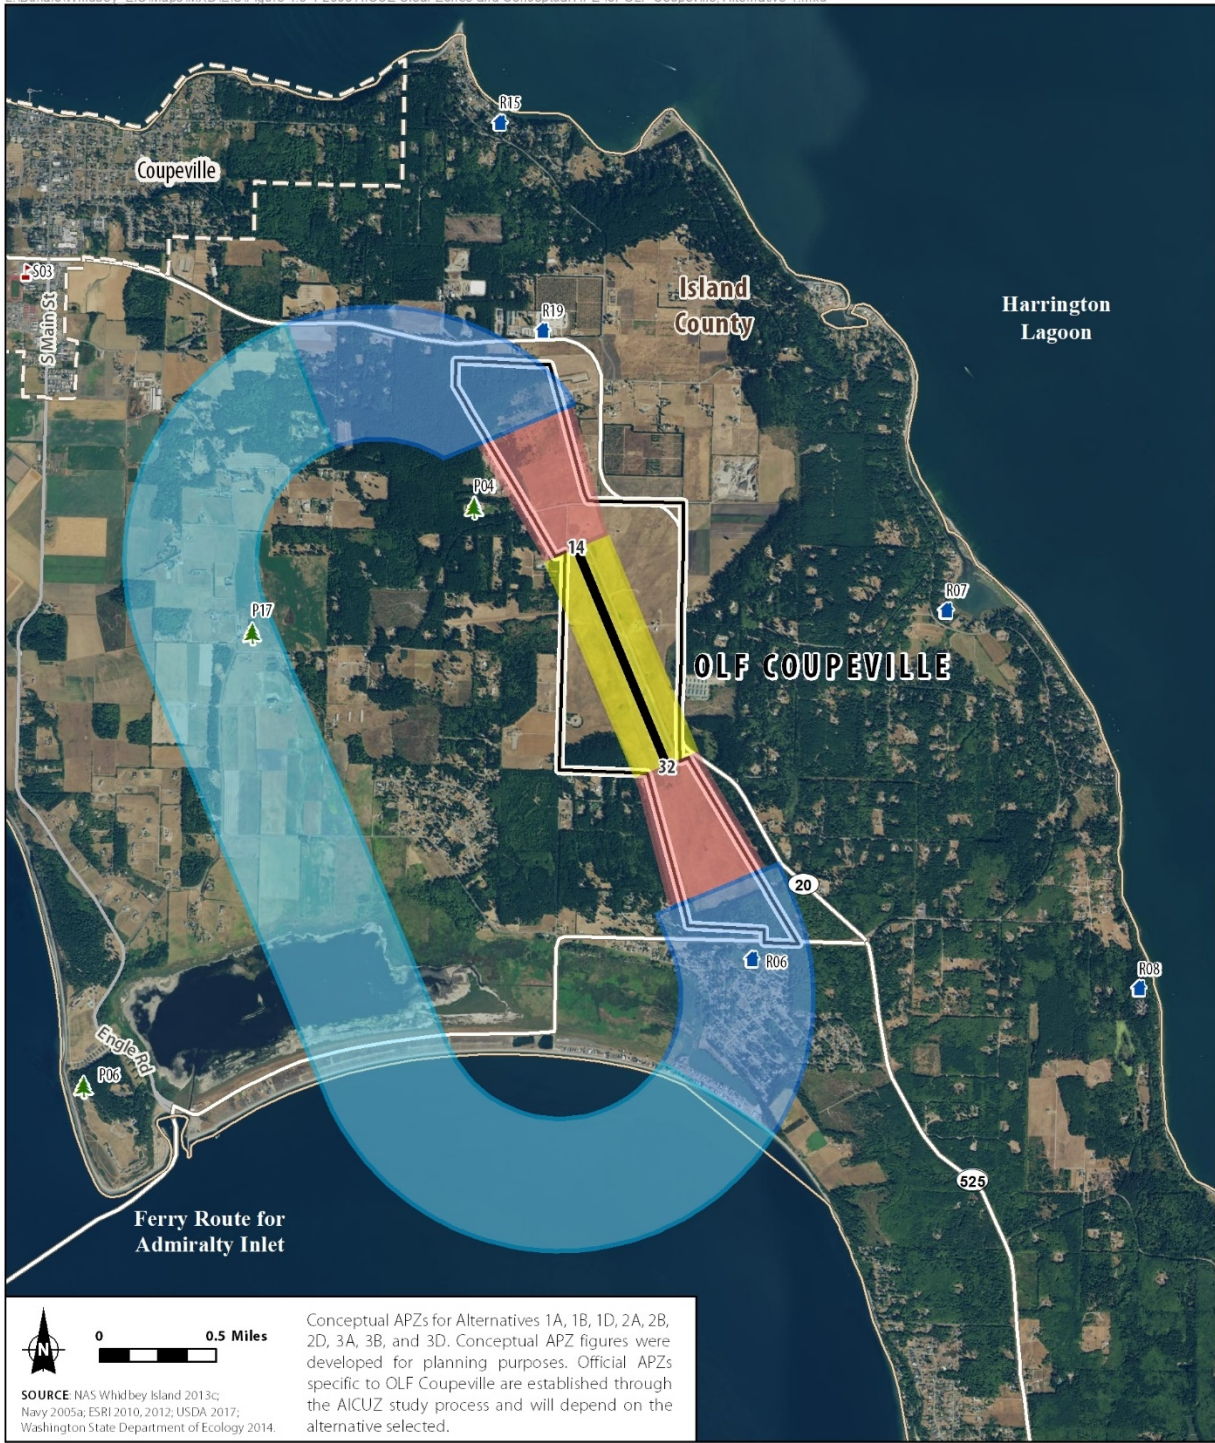 R15
Coupeville
S03
S Main St
R19
Island
County
Harrington
Lagoon
P04
14
R07
P17
OLF COUPEVILLE
32
20
R06
R08
Engle Rd
P06
525
Ferry Route for
Admiralty Inlet
N
0 0.5 Miles
SOURCE: NAS Whidbey Island 2013c;
Navy 2005a; ESRI 2010, 2012; USDA 2017;
Washington State Department of Ecology 2014.
Conceptual APZs for Alternatives 1A, 1B, 1D, 2A, 2B,
2D, 3A, 3B, and 3D. Conceptual APZ figures were
developed for planning purposes. Official APZs
specific to OLF Coupeville are established through
the AICUZ study process and will depend on the
alternative selected.